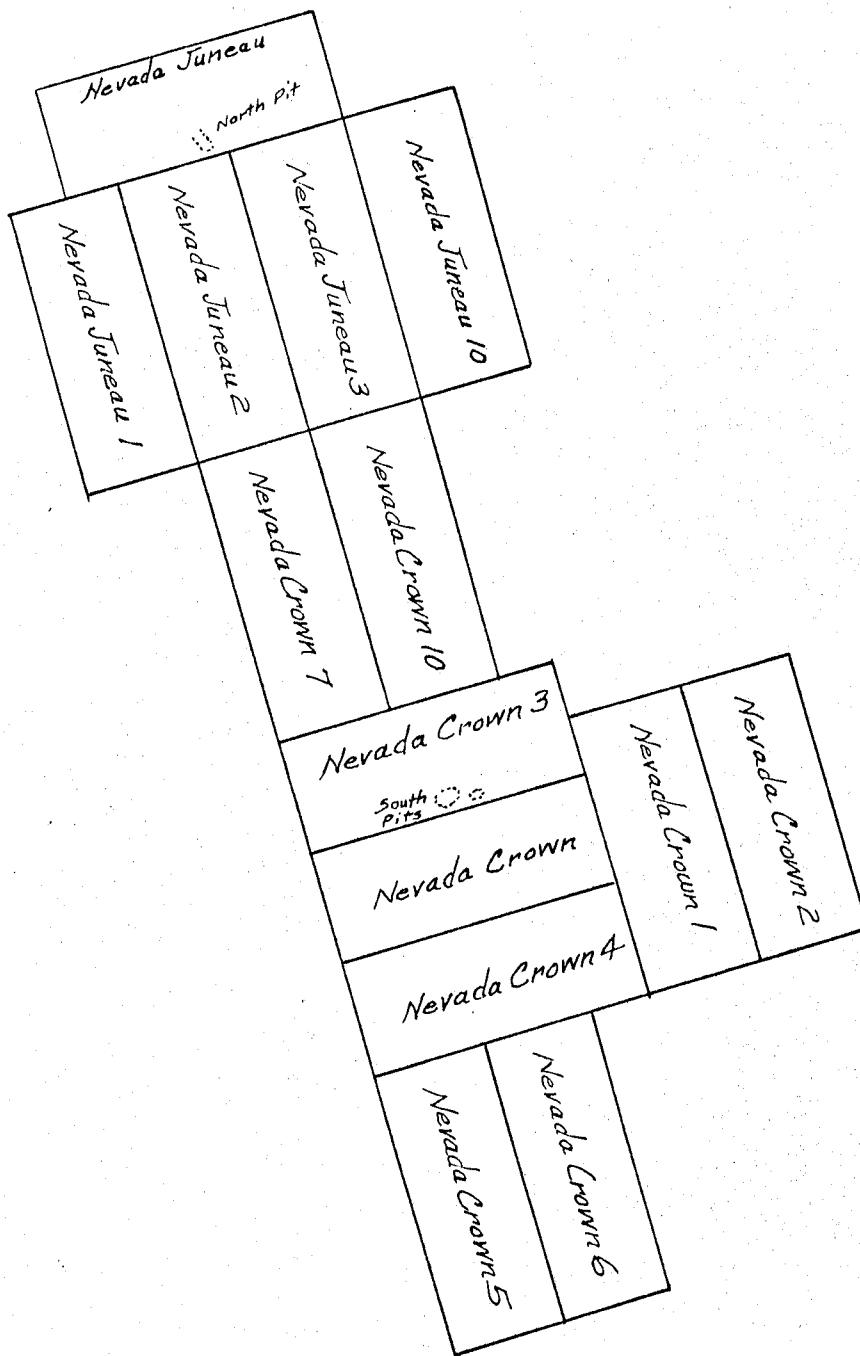 Nevada Juneau
North Pit
Nevada Juneau 1
Nevada Juneau 2
Nevada Juneau 3
Nevada Juneau 10
Nevada Crown 7
Nevada Crown 10
Nevada Crown 3
South
Pits
Nevada Crown
Nevada Crown 4
Nevada Crown 1
Nevada Crown 2
Nevada Crown 5
Nevada Crown 6